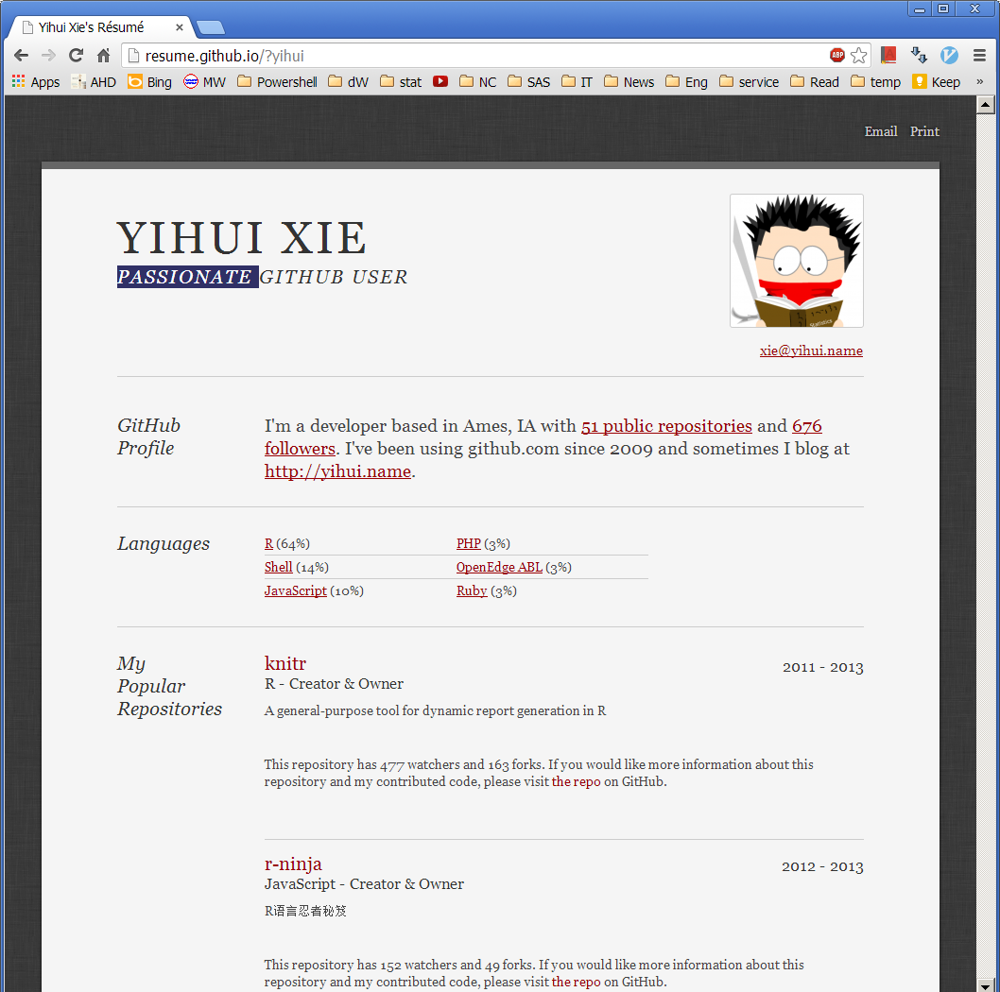 Yihui Xie's Résumé
resume.github.io/?yihui
ABP
Apps AHD Bing MW Powershell dW stat NC SAS IT News Eng service Read temp Keep »
Email Print
YIHUI XIE
PASSIONATE GITHUB USER
Statistics
xie@yihui.name
GitHub
Profile
I'm a developer based in Ames, IA with 51 public repositories and 676
followers. I've been using github.com since 2009 and sometimes I blog at
http://yihui.name.
Languages
R (64%) PHP (3%)
Shell (14%) OpenEdge ABL (3%)
JavaScript (10%) Ruby (3%)
My
Popular
Repositories
knitr 2011 - 2013
R - Creator & Owner
A general-purpose tool for dynamic report generation in R
This repository has 477 watchers and 163 forks. If you would like more information about this
repository and my contributed code, please visit the repo on GitHub.
r-ninja 2012 - 2013
JavaScript - Creator & Owner
R语言忍者秘笈
This repository has 152 watchers and 49 forks. If you would like more information about this
repository and my contributed code, please visit the repo on GitHub.